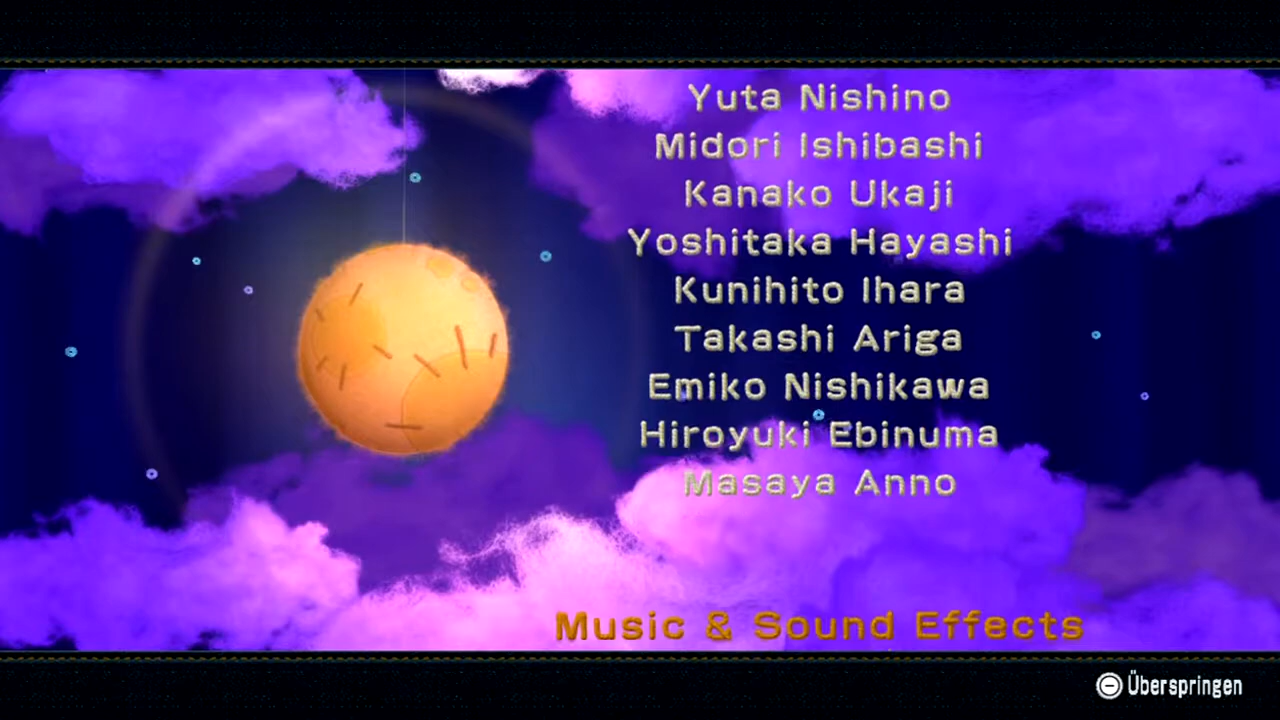 Yuta Nishino
Midori Ishibashi
Kanako Ukaji
Yoshitaka Hayashi
Kunihito Ihara
Takashi Ariga
Emiko Nishikawa
Hiroyuki Ebinuma
Masaya Anno
Music & Sound Effects
Überspringen